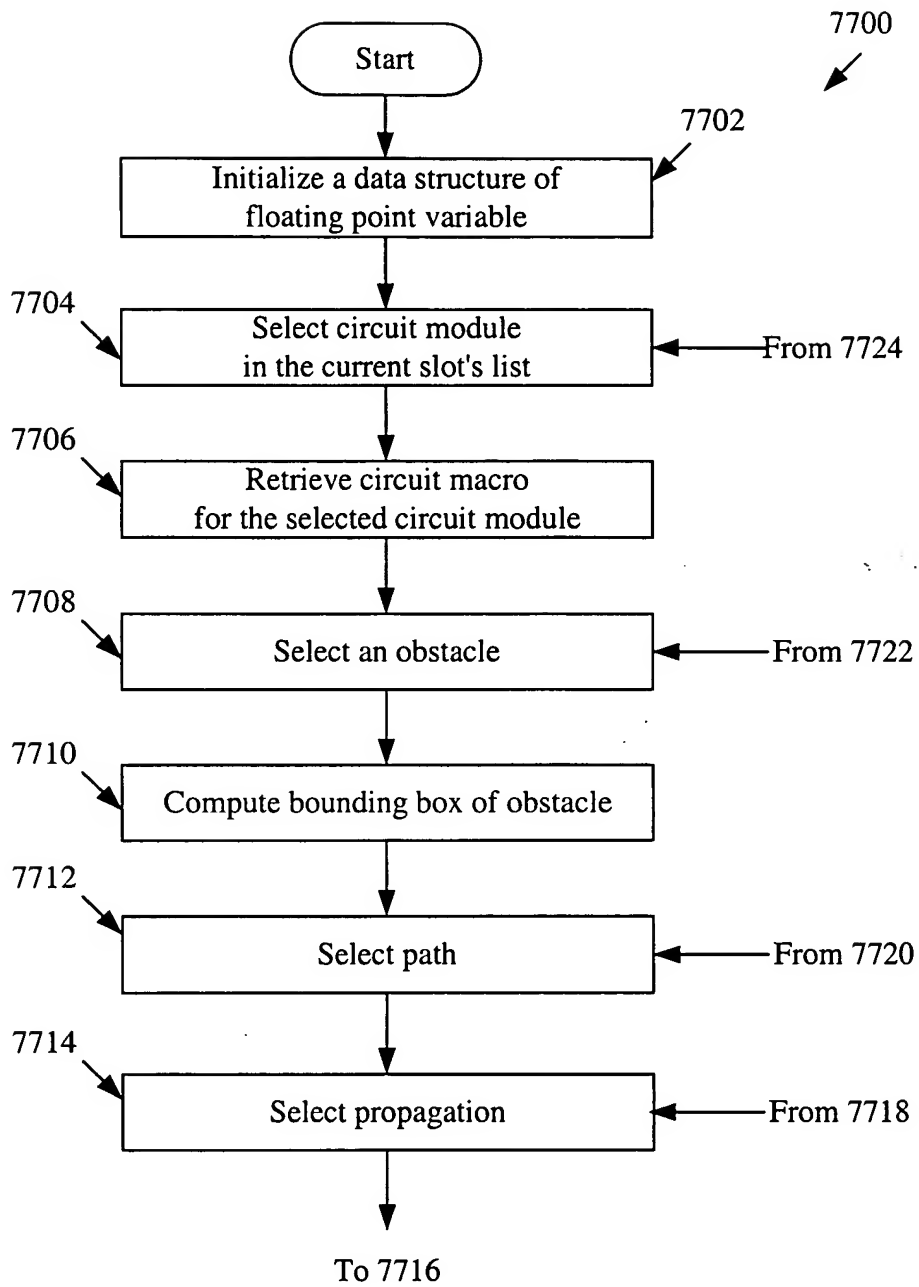 7700
Start
7702
Initialize a data structure of
floating point variable
7704
Select circuit module
in the current slot's list
From 7724
7706
Retrieve circuit macro
for the selected circuit module
7708
Select an obstacle
From 7722
7710
Compute bounding box of obstacle
7712
Select path
From 7720
7714
Select propagation
From 7718
To 7716